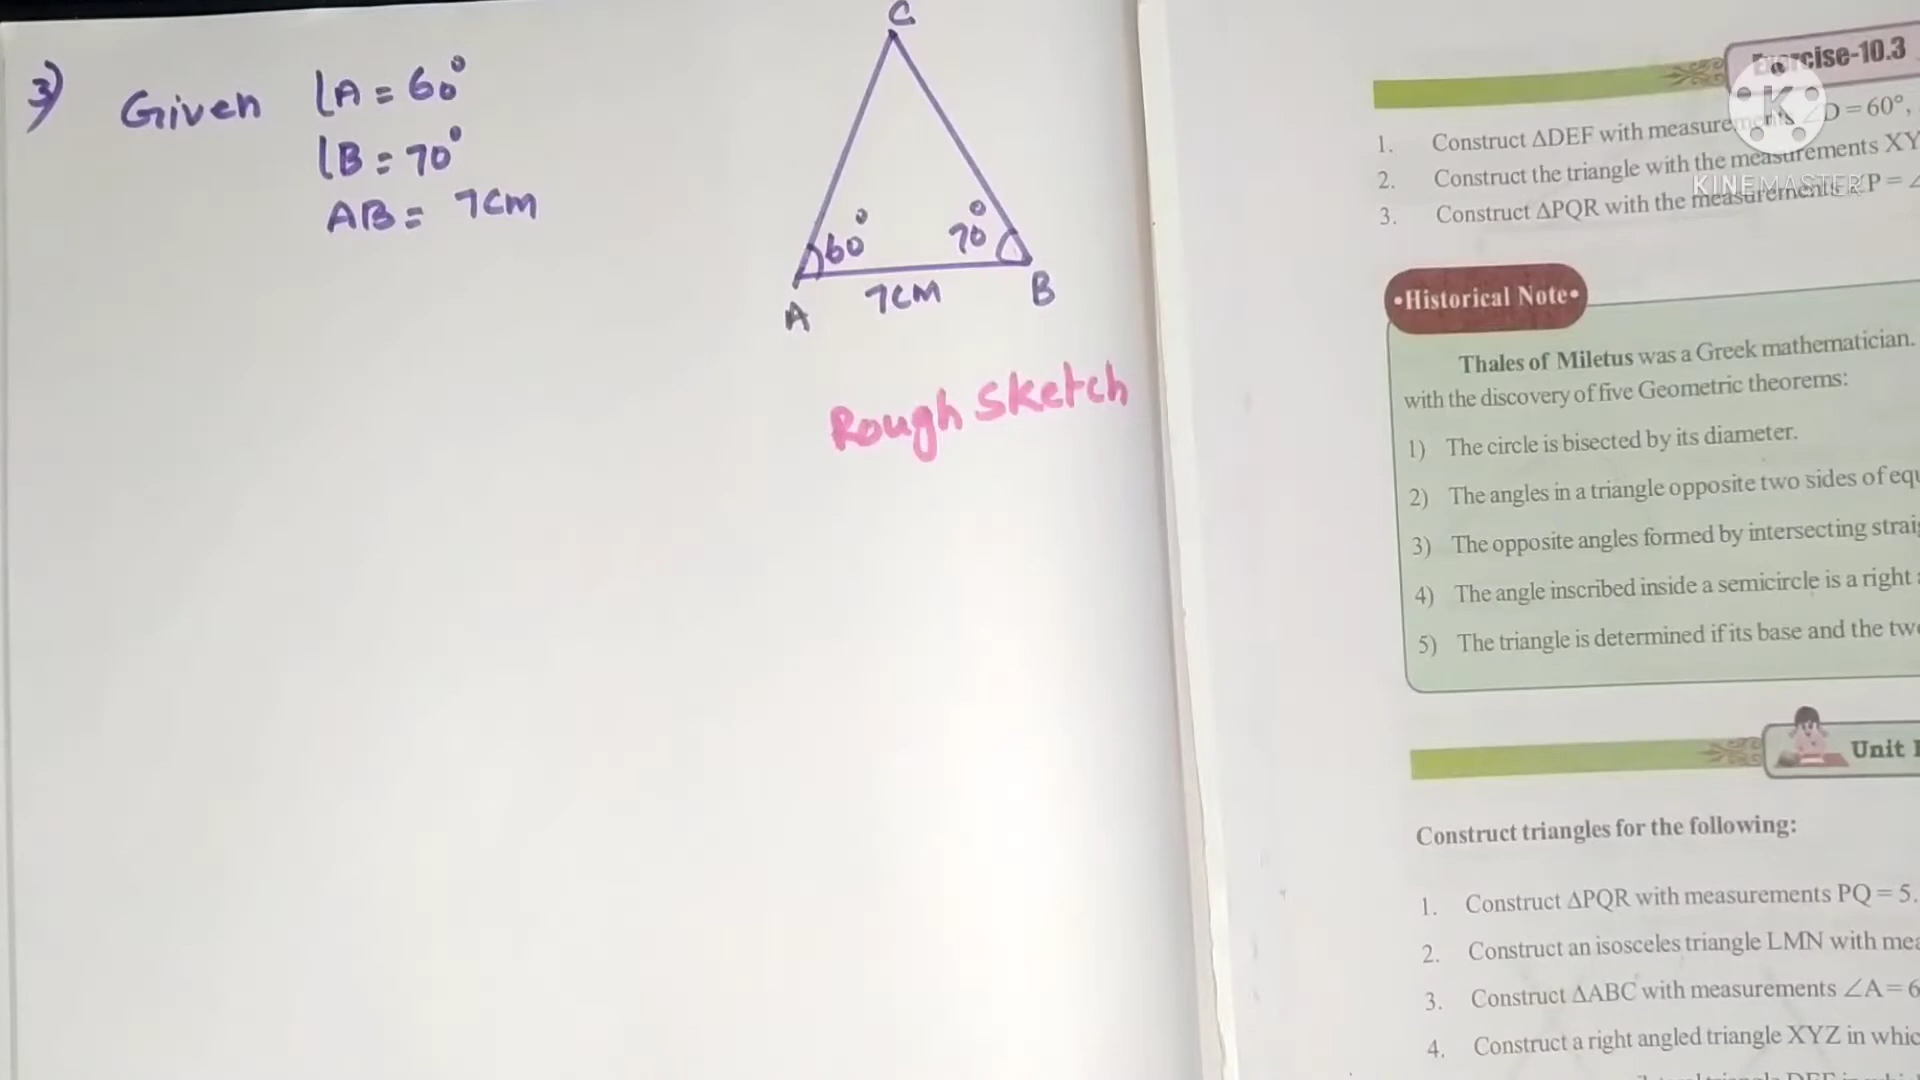 3) Given ∠A = 60°
∠B = 70°
AB = 7cm
C
60°
70°
A
7cm
B
Rough Sketch
Exercise-10.3
1. Construct ΔDEF with measurements ∠D = 60°,
2. Construct the triangle with the measurements XY
3. Construct ΔPQR with the measurements ∠P = ∠
K
KINEMASTER
•Historical Note•
Thales of Miletus was a Greek mathematician.
with the discovery of five Geometric theorems:
1) The circle is bisected by its diameter.
2) The angles in a triangle opposite two sides of equ
3) The opposite angles formed by intersecting straig
4) The angle inscribed inside a semicircle is a right
5) The triangle is determined if its base and the tw
Unit
Construct triangles for the following:
1. Construct ΔPQR with measurements PQ = 5.
2. Construct an isosceles triangle LMN with mea
3. Construct ΔABC with measurements ∠A = 6
4. Construct a right angled triangle XYZ in whic